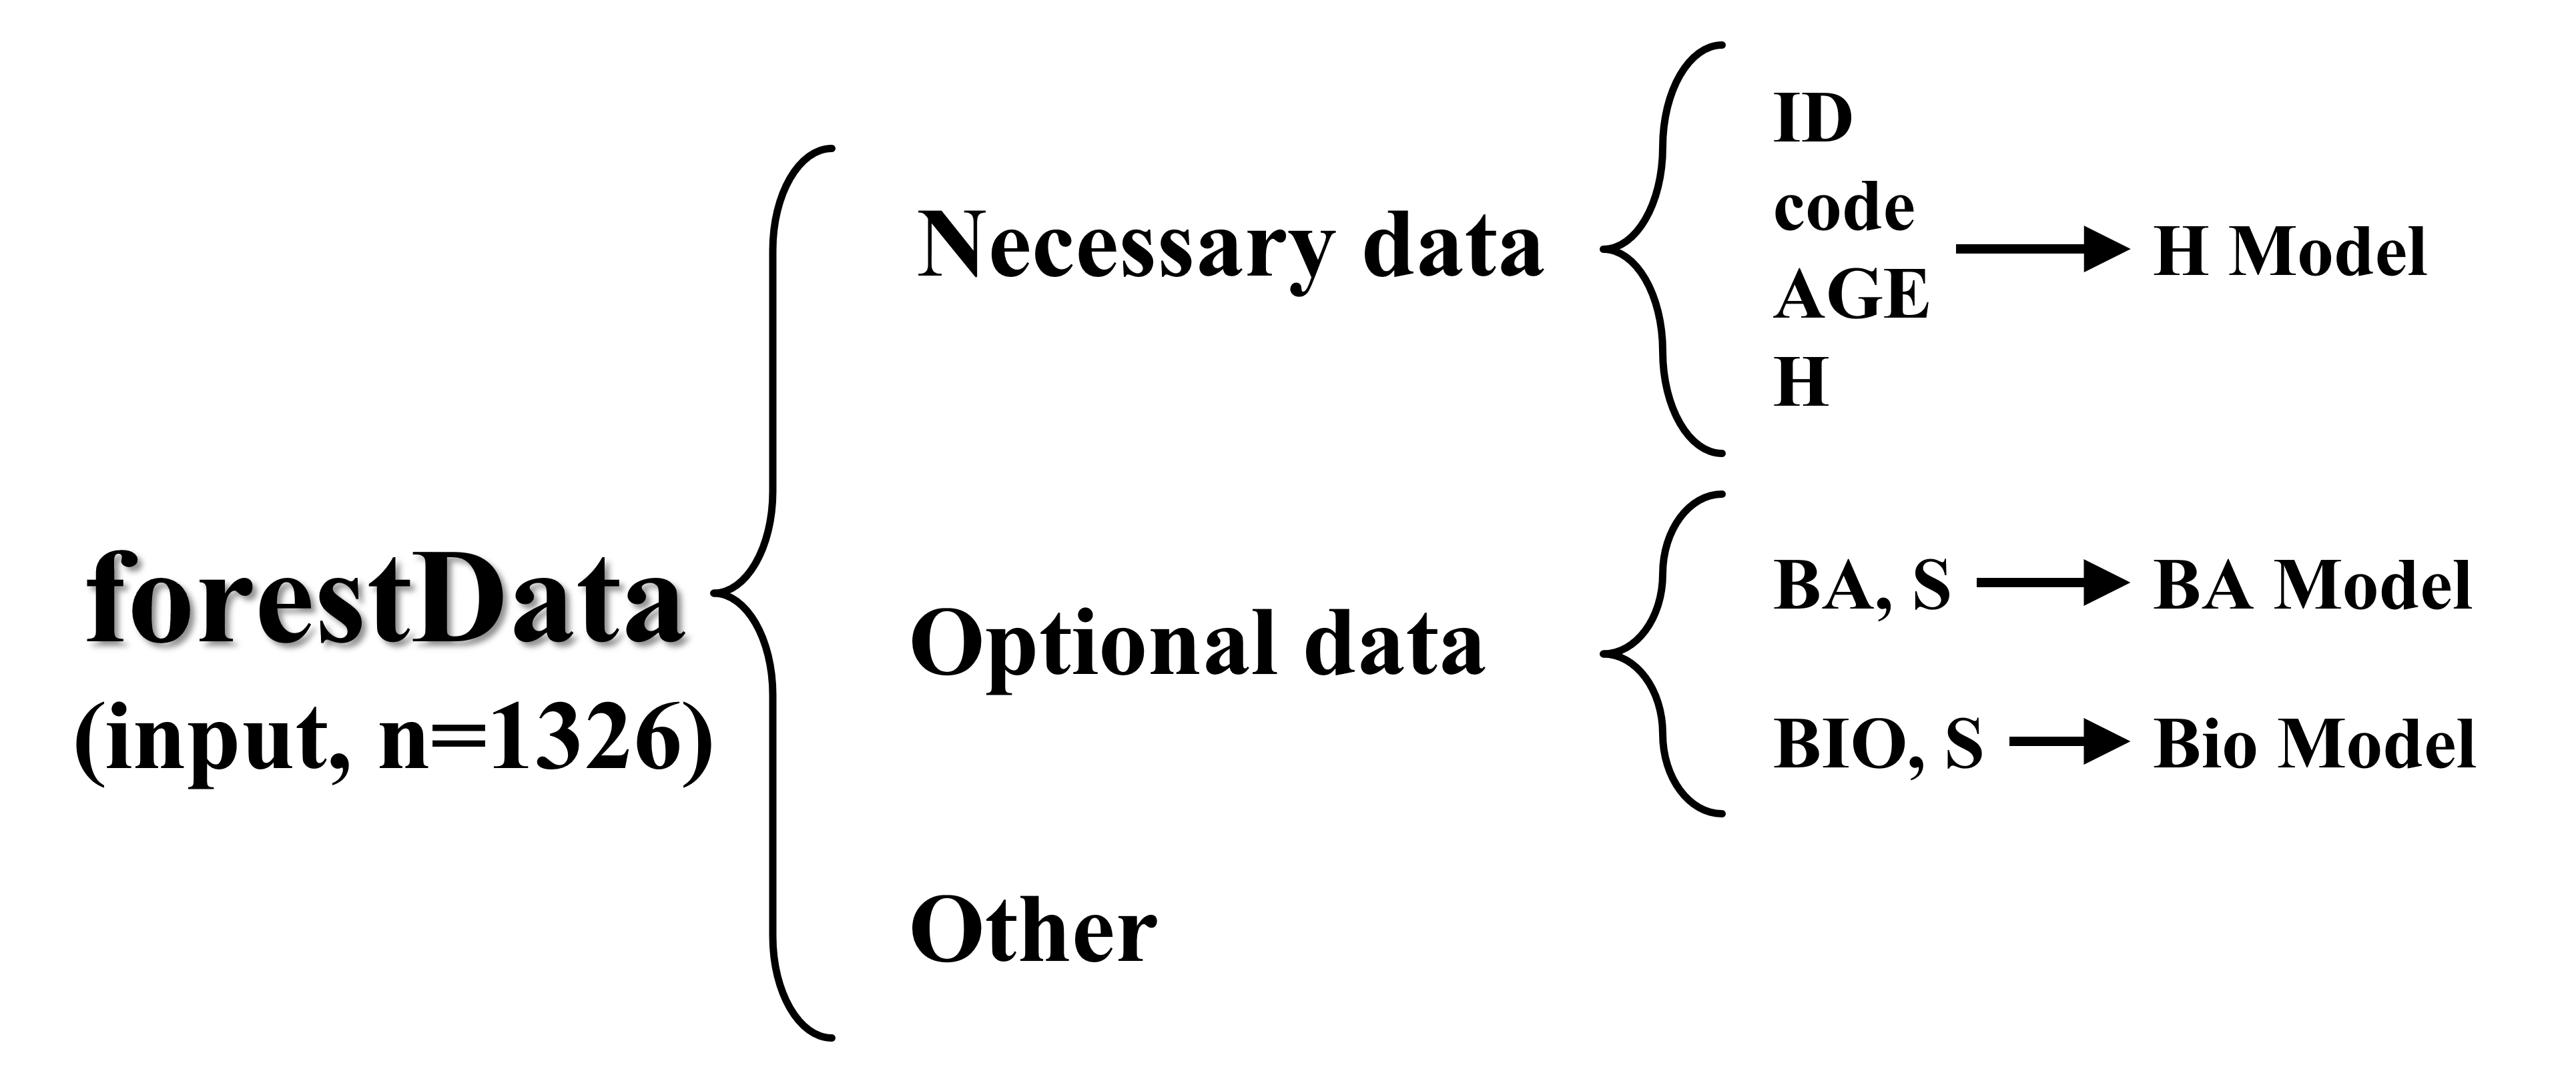 forestData
(input, n=1326)
Necessary data
ID
code
AGE
H
H Model
Optional data
BA, S
BA Model
BIO, S
Bio Model
Other